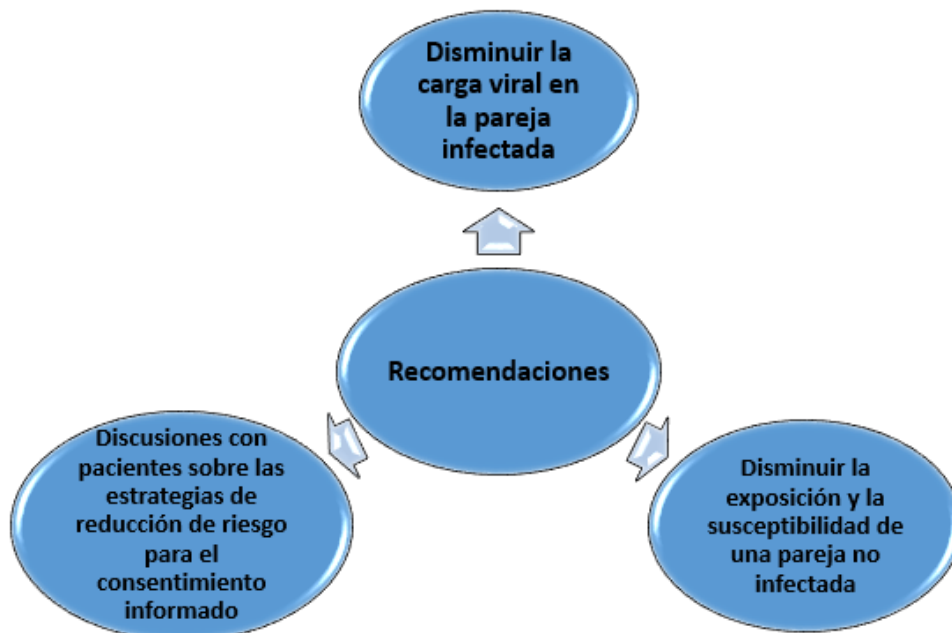 Disminuir la
carga viral en
la pareja
infectada
Recomendaciones
Discusiones con
pacientes sobre las
estrategias de
reducción de riesgo
para el
consentimiento
informado
Disminuir la
exposición y la
susceptibilidad de
una pareja no
infectada